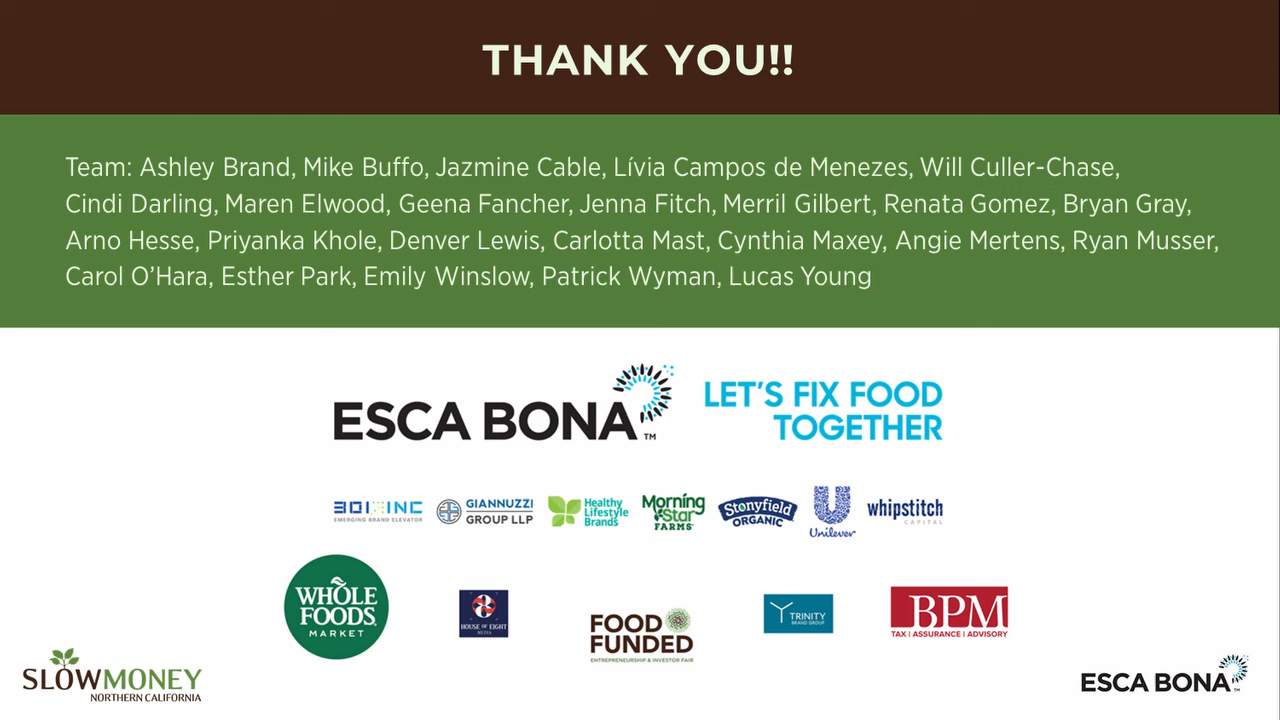 THANK YOU!!
Team: Ashley Brand, Mike Buffo, Jazmine Cable, Lívia Campos de Menezes, Will Culler-Chase,
Cindi Darling, Maren Elwood, Geena Fancher, Jenna Fitch, Merril Gilbert, Renata Gomez, Bryan Gray,
Arno Hesse, Priyanka Khole, Denver Lewis, Carlotta Mast, Cynthia Maxey, Angie Mertens, Ryan Musser,
Carol O’Hara, Esther Park, Emily Winslow, Patrick Wyman, Lucas Young
ESCA BONA™
LET’S FIX FOOD
TOGETHER
301 INC
EMERGING BRAND ELEVATOR
GIANNUZZI
GROUP LLP
Healthy
Lifestyle
Brands
Morning
Star
FARMS
Stonyfield
ORGANIC
Unilever
whipstitch
CAPITAL
WHOLE
FOODS
MARKET
HOUSE OF EIGHT
MEDIA
FOOD
FUNDED
ENTREPRENEURSHIP & INVESTOR FAIR
TRINITY
BRAND GROUP
BPM
TAX | ASSURANCE | ADVISORY
SLOWMONEY
NORTHERN CALIFORNIA
ESCA BONA™